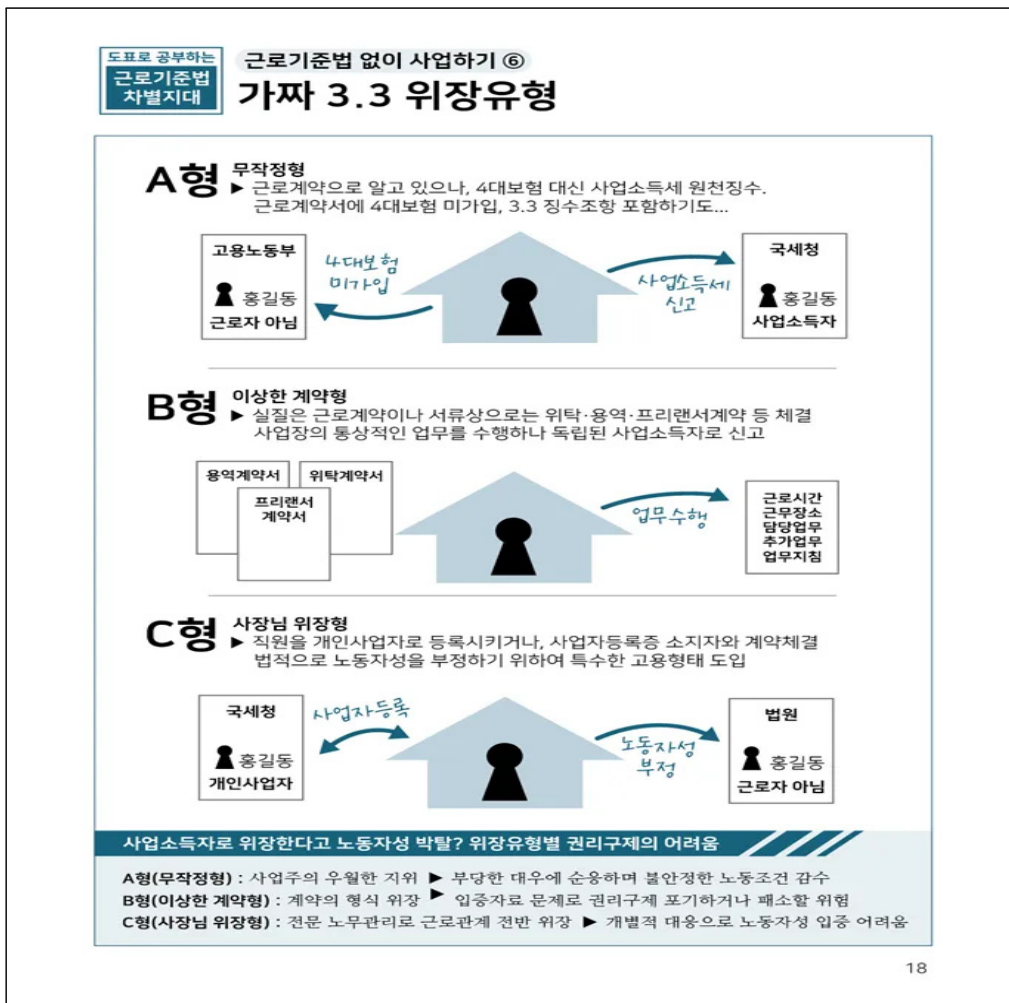 도표로 공부하는
근로기준법
차별지대
근로기준법 없이 사업하기 ⑥
가짜 3.3 위장유형
A형
무작정형
▶ 근로계약으로 알고 있으나, 4대보험 대신 사업소득세 원천징수.
근로계약서에 4대보험 미가입, 3.3 징수조항 포함하기도...
고용노동부
홍길동
근로자 아님
4대보험
미가입
사업소득세
신고
국세청
홍길동
사업소득자
B형
이상한 계약형
▶ 실질은 근로계약이나 서류상으로는 위탁·용역·프리랜서계약 등 체결
사업장의 통상적인 업무를 수행하나 독립된 사업소득자로 신고
용역계약서
위탁계약서
프리랜서
계약서
업무수행
근로시간
근무장소
담당업무
추가업무
업무지침
C형
사장님 위장형
▶ 직원을 개인사업자로 등록시키거나, 사업자등록증 소지자와 계약체결
법적으로 노동자성을 부정하기 위하여 특수한 고용형태 도입
국세청
홍길동
개인사업자
사업자등록
노동자성
부정
법원
홍길동
근로자 아님
사업소득자로 위장한다고 노동자성 박탈? 위장유형별 권리구제의 어려움
A형(무작정형) : 사업주의 우월한 지위 ▶ 부당한 대우에 순응하며 불안정한 노동조건 감수
B형(이상한 계약형) : 계약의 형식 위장 ▶ 입증자료 문제로 권리구제 포기하거나 패소할 위험
C형(사장님 위장형) : 전문 노무관리로 근로관계 전반 위장 ▶ 개별적 대응으로 노동자성 입증 어려움
18